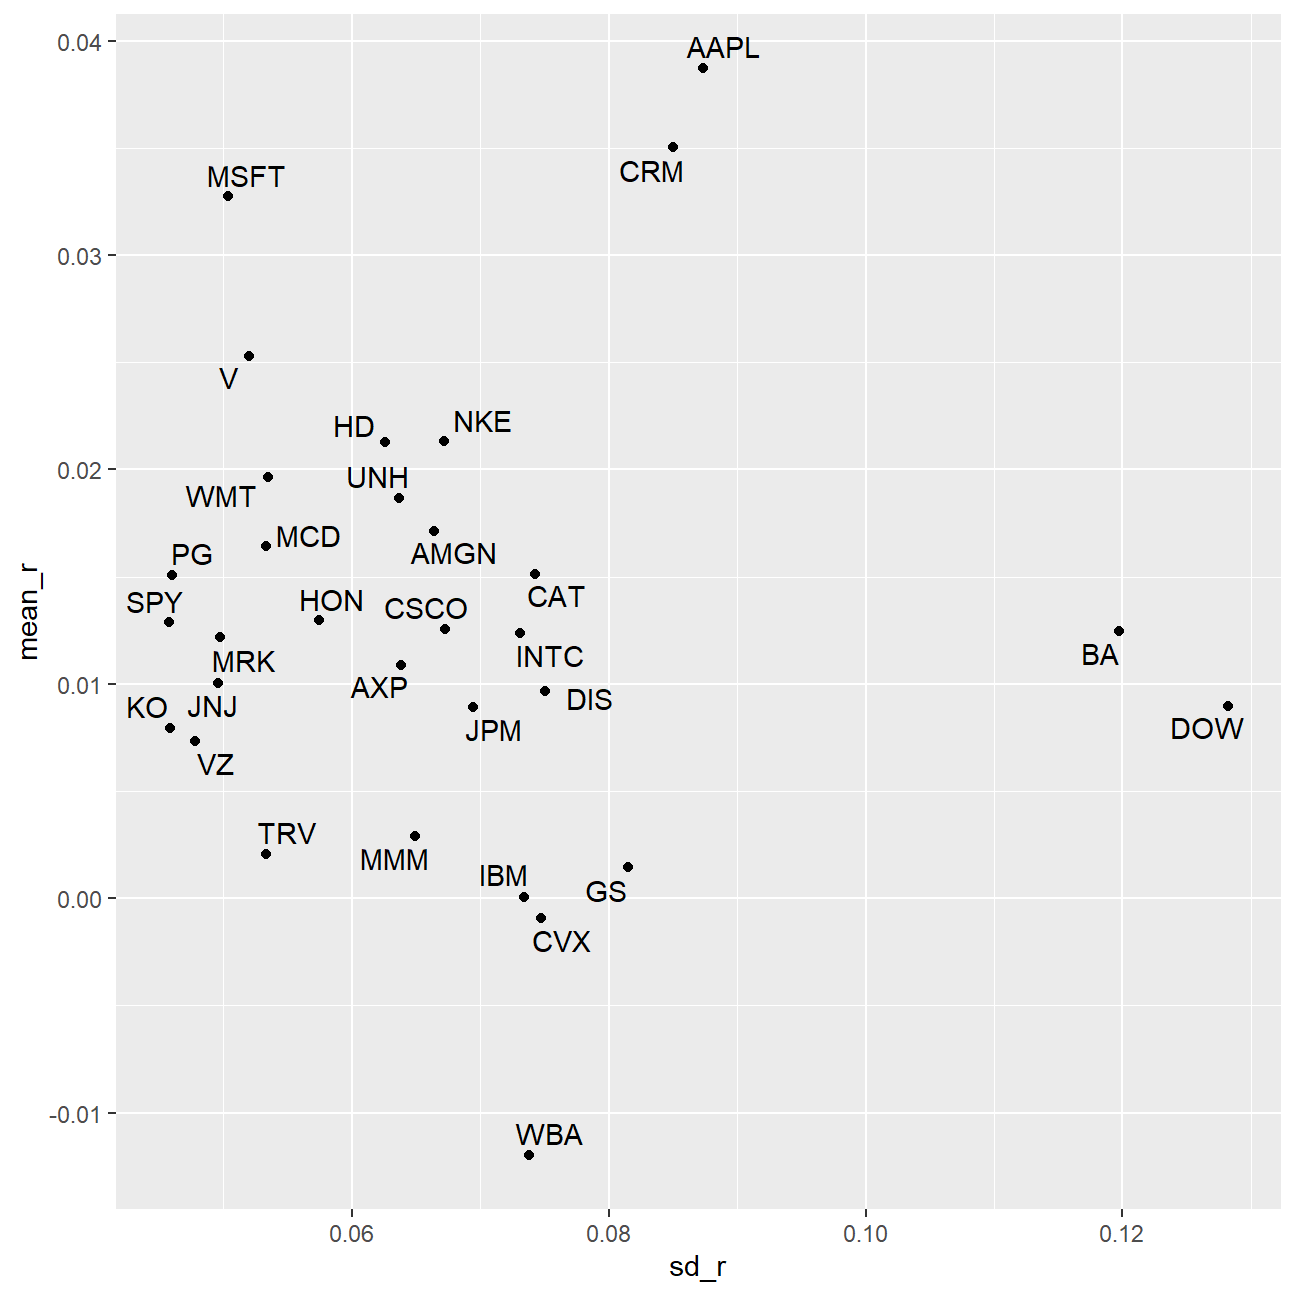 0.04
0.03
0.02
0.01
0.00
-0.01
mean_r
AAPL
CRM
MSFT
V
HD
NKE
UNH
WMT
MCD
AMGN
PG
CAT
SPY
HON
CSCO
MRK
INTC
BA
AXP
KO
JNJ
DIS
JPM
DOW
VZ
TRV
MMM
IBM
GS
CVX
WBA
0.06
0.08
0.10
0.12
sd_r